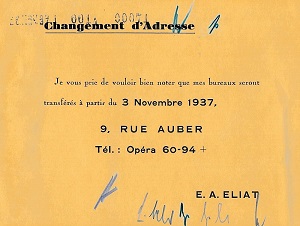 Changement d'Adresse
Je vous prie de vouloir bien noter que mes bureaux seront
transférés à partir du 3 Novembre 1937,
9, RUE AUBER
Tél. : Opéra 60-94 +
E. A. ELIAT